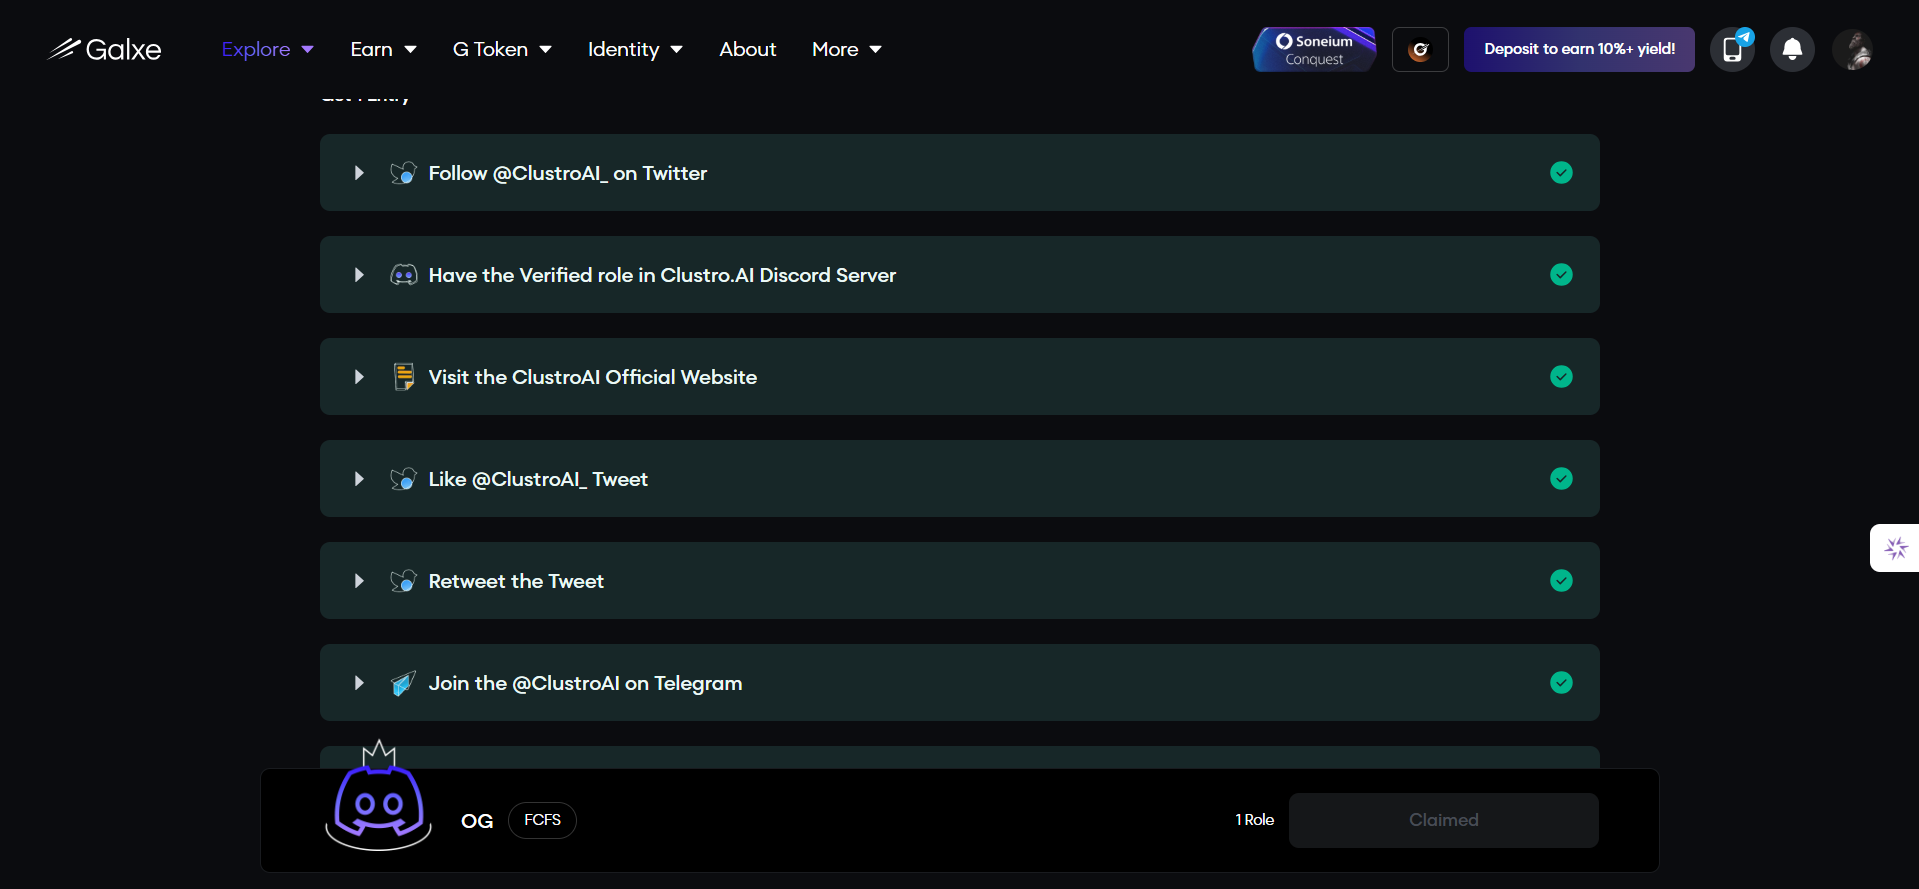 Galxe
Explore
Earn
G Token
Identity
About
More
Soneium
Conquest
Deposit to earn 10%+ yield!
Follow @ClustroAI_ on Twitter
Have the Verified role in Clustro.AI Discord Server
Visit the ClustroAI Official Website
Like @ClustroAI_ Tweet
Retweet the Tweet
Join the @ClustroAI on Telegram
OG
FCFS
1 Role
Claimed